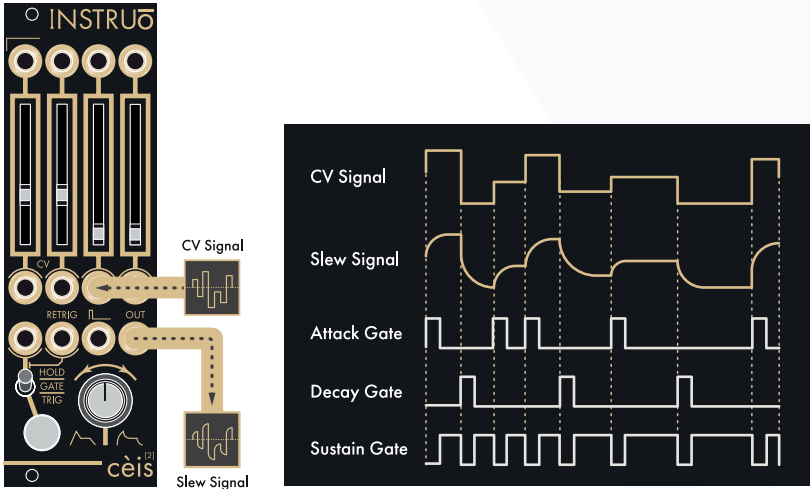 INSTRUŌ
CV
RETRIG
OUT
HOLD
GATE
TRIG
cèis
[2]
CV Signal
Slew Signal
CV Signal
Slew Signal
Attack Gate
Decay Gate
Sustain Gate